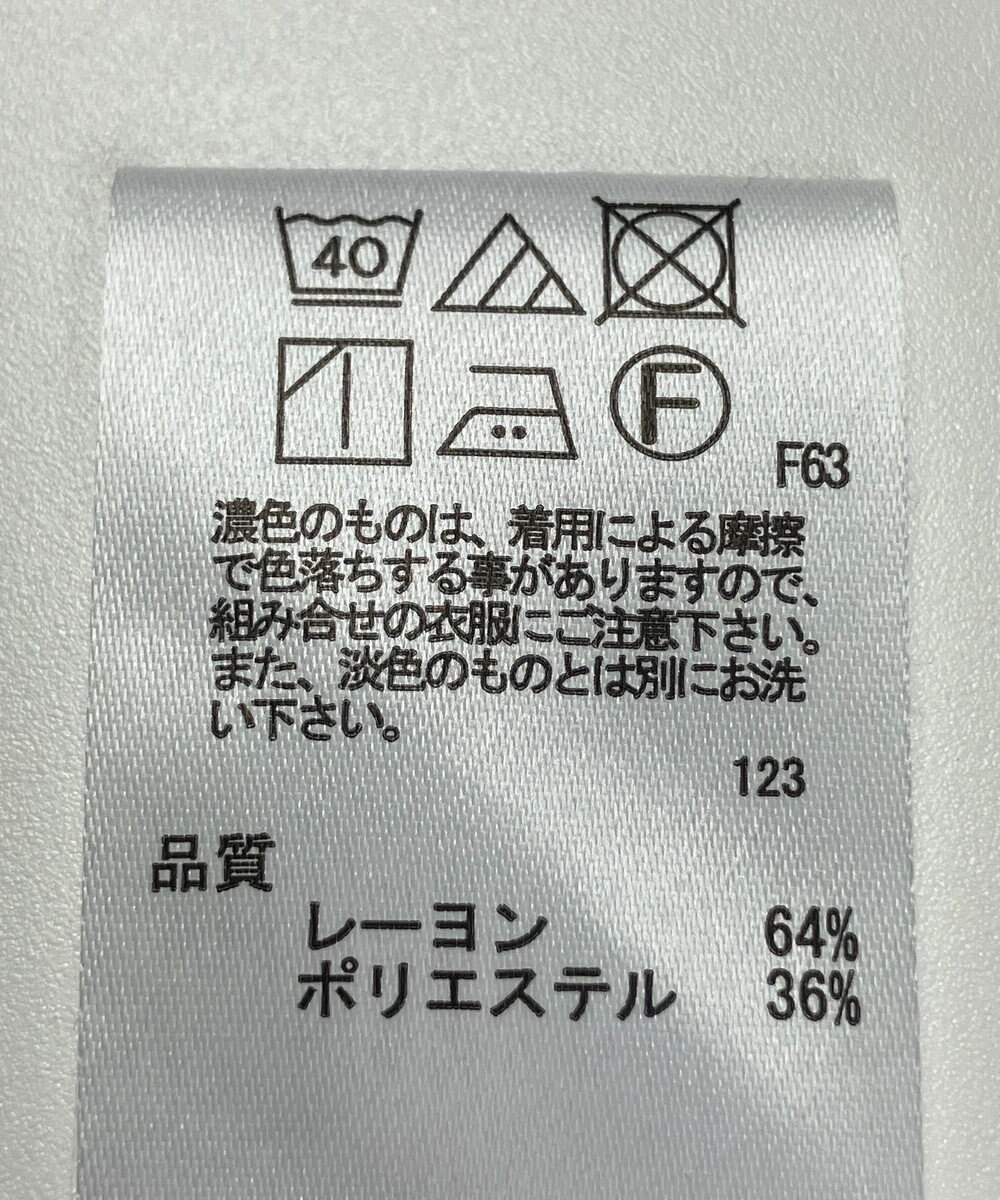 40
F
F63
濃色のものは、着用による摩擦
で色落ちする事がありますので、
組み合せの衣服にご注意下さい。
また、淡色のものとは別にお洗
い下さい。
123
品質
レーヨン 64%
ポリエステル 36%